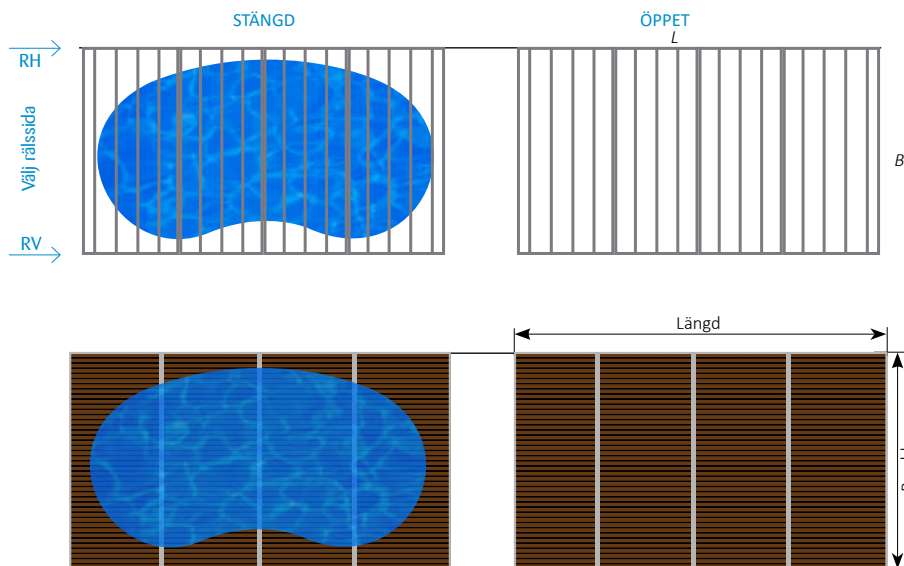 STÄNGD
ÖPPET
L
RH
Välj rälssida
B
RV
Längd